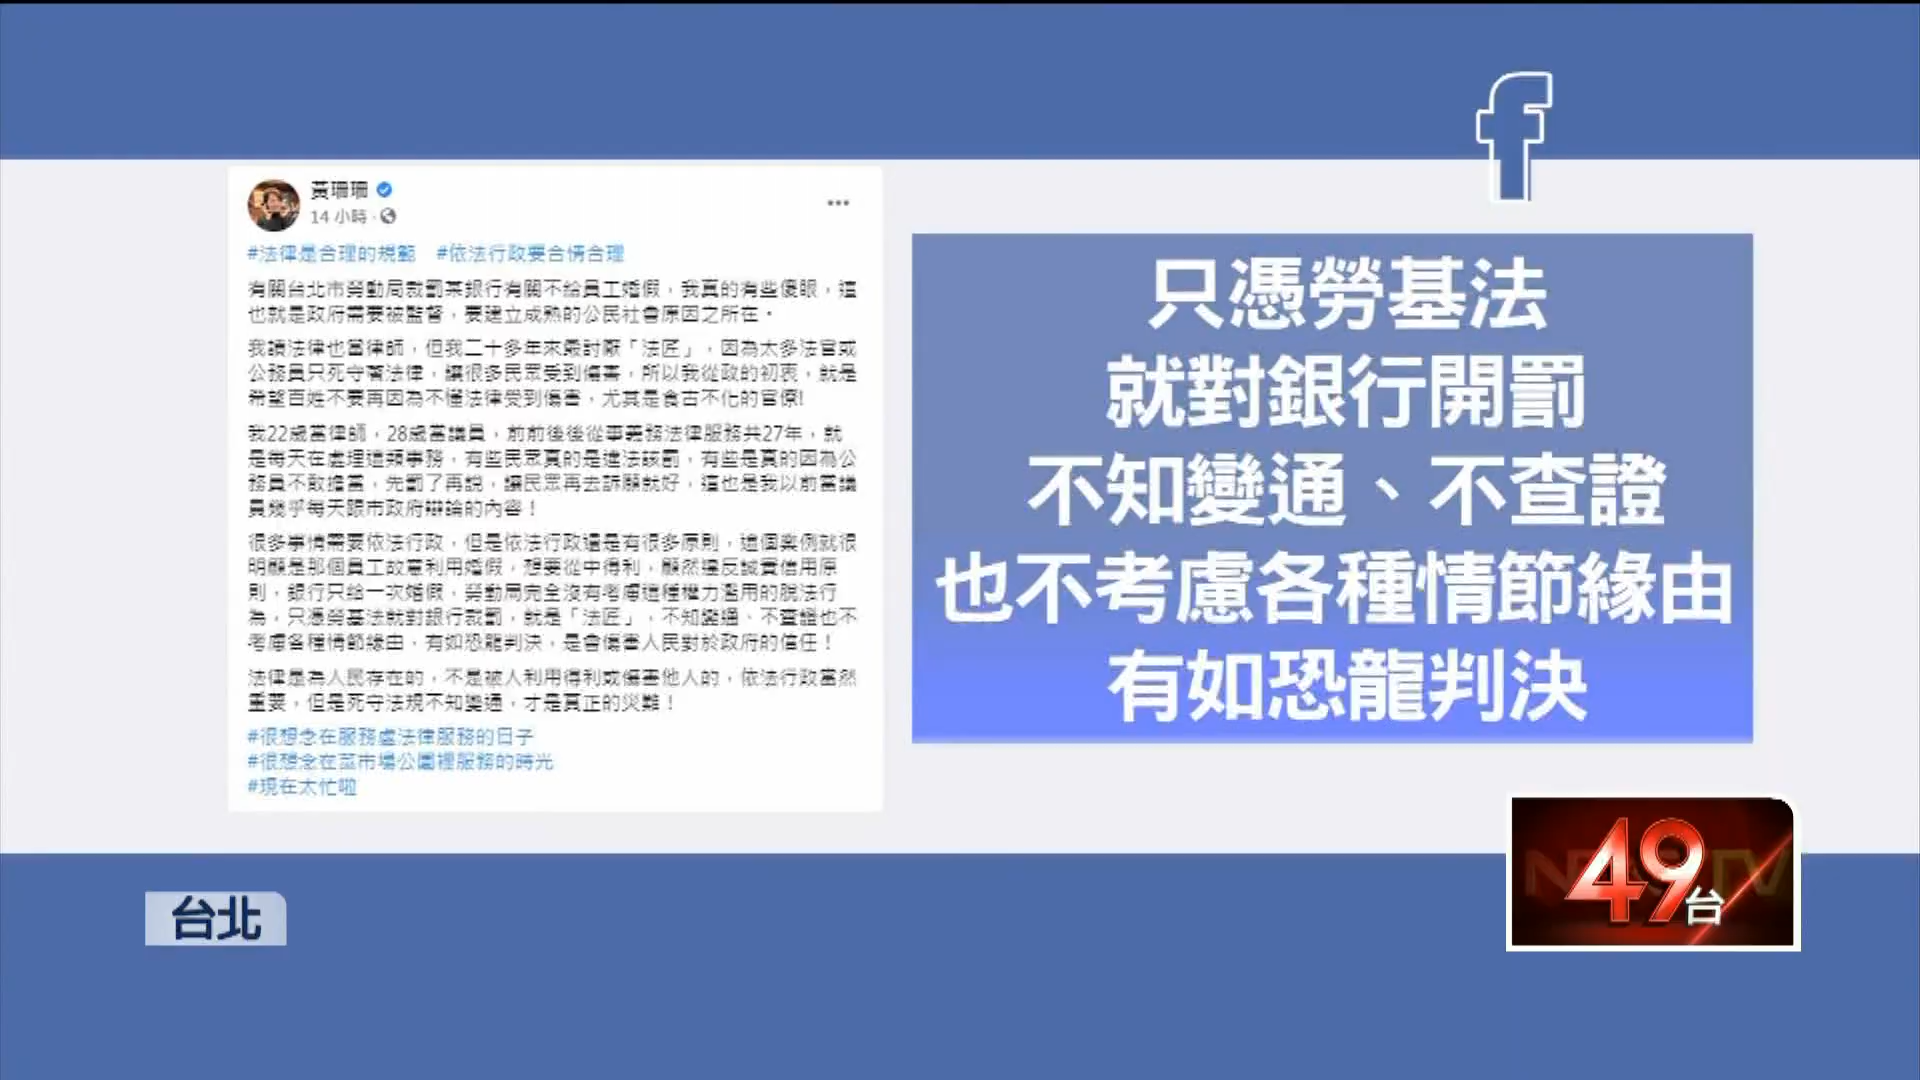 黃珊珊
14 小時
#法律是合理的規範 #依法行政要合情合理
有關台北市勞動局裁罰某銀行有關不給員工婚假，我真的有些傻眼，這
也就是政府需要被監督，要建立成熟的公民社會原因之所在。
我讀法律也當律師，但我二十多年來最討厭「法匠」，因為太多法官或
公務員只死守著法律，讓很多民眾受到傷害，所以我從政的初衷，就是
希望百姓不要再因為不懂法律受到傷害，尤其是食古不化的官僚!
我22歲當律師，28歲當議員，前前後後從事義務法律服務共27年，就
是每天在處理這類事務，有些民眾真的是違法該罰，有些是真的因為公
務員不敢擔當，先罰了再說，讓民眾再去訴願就好，這也是我以前當議
員幾乎每天跟市政府辯論的內容！
很多事情需要依法行政，但是依法行政還是有很多原則，這個案例就很
明顯是那個員工故意利用婚假，想要從中得利，顯然違反誠實信用原
則，銀行只給一次婚假，勞動局完全沒有考慮這種權力濫用的脫法行
為，只憑勞基法就對銀行裁罰，就是「法匠」，不知變通、不查證也不
考慮各種情節緣由，有如恐龍判決，是會傷害人民對於政府的信任！
法律是為人民存在的，不是被人利用得利或傷害他人的，依法行政當然
重要，但是死守法規不知變通，才是真正的災難！
#很想念在服務處法律服務的日子
#很想念在菜市場公園裡服務的時光
#現在太忙啦
只憑勞基法
就對銀行開罰
不知變通、不查證
也不考慮各種情節緣由
有如恐龍判決
49台
台北